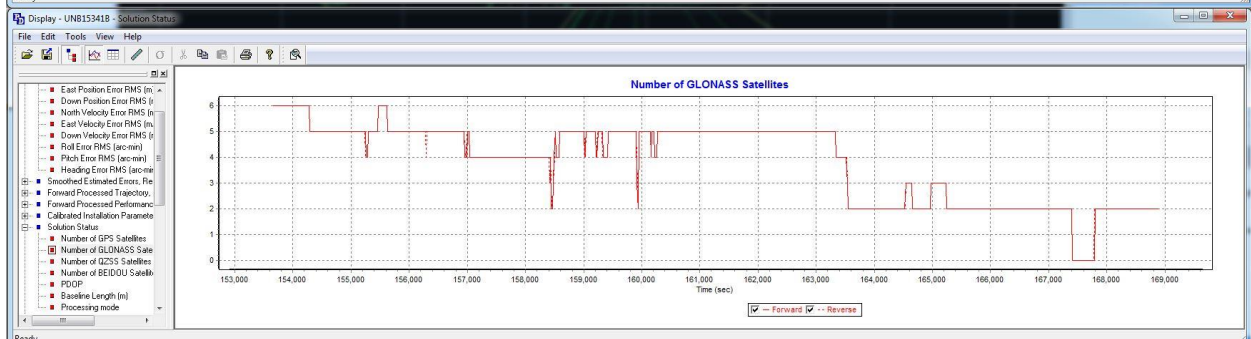 Display - UNB15341B - Solution Status
File Edit Tools View Help
East Position Error RMS (m)
Down Position Error RMS (
North Velocity Error RMS (
East Velocity Error RMS (m
Down Velocity Error RMS (
Roll Error RMS (arc-min)
Pitch Error RMS (arc-min)
Heading Error RMS (arc-min
Smoothed Estimated Errors, Re
Forward Processed Trajectory,
Forward Processed Performanc
Calibrated Installation Paramete
Solution Status
Number of GPS Satellites
Number of GLONASS Sate
Number of QZSS Satellites
Number of BEIDOU Satellit
PDOP
Baseline Length (m)
Processing mode
Number of GLONASS Satellites
6
5
4
3
2
1
0
153,000 154,000 155,000 156,000 157,000 158,000 159,000 160,000 161,000 162,000 163,000 164,000 165,000 166,000 167,000 168,000 169,000
Time (sec)
Forward Reverse
Ready